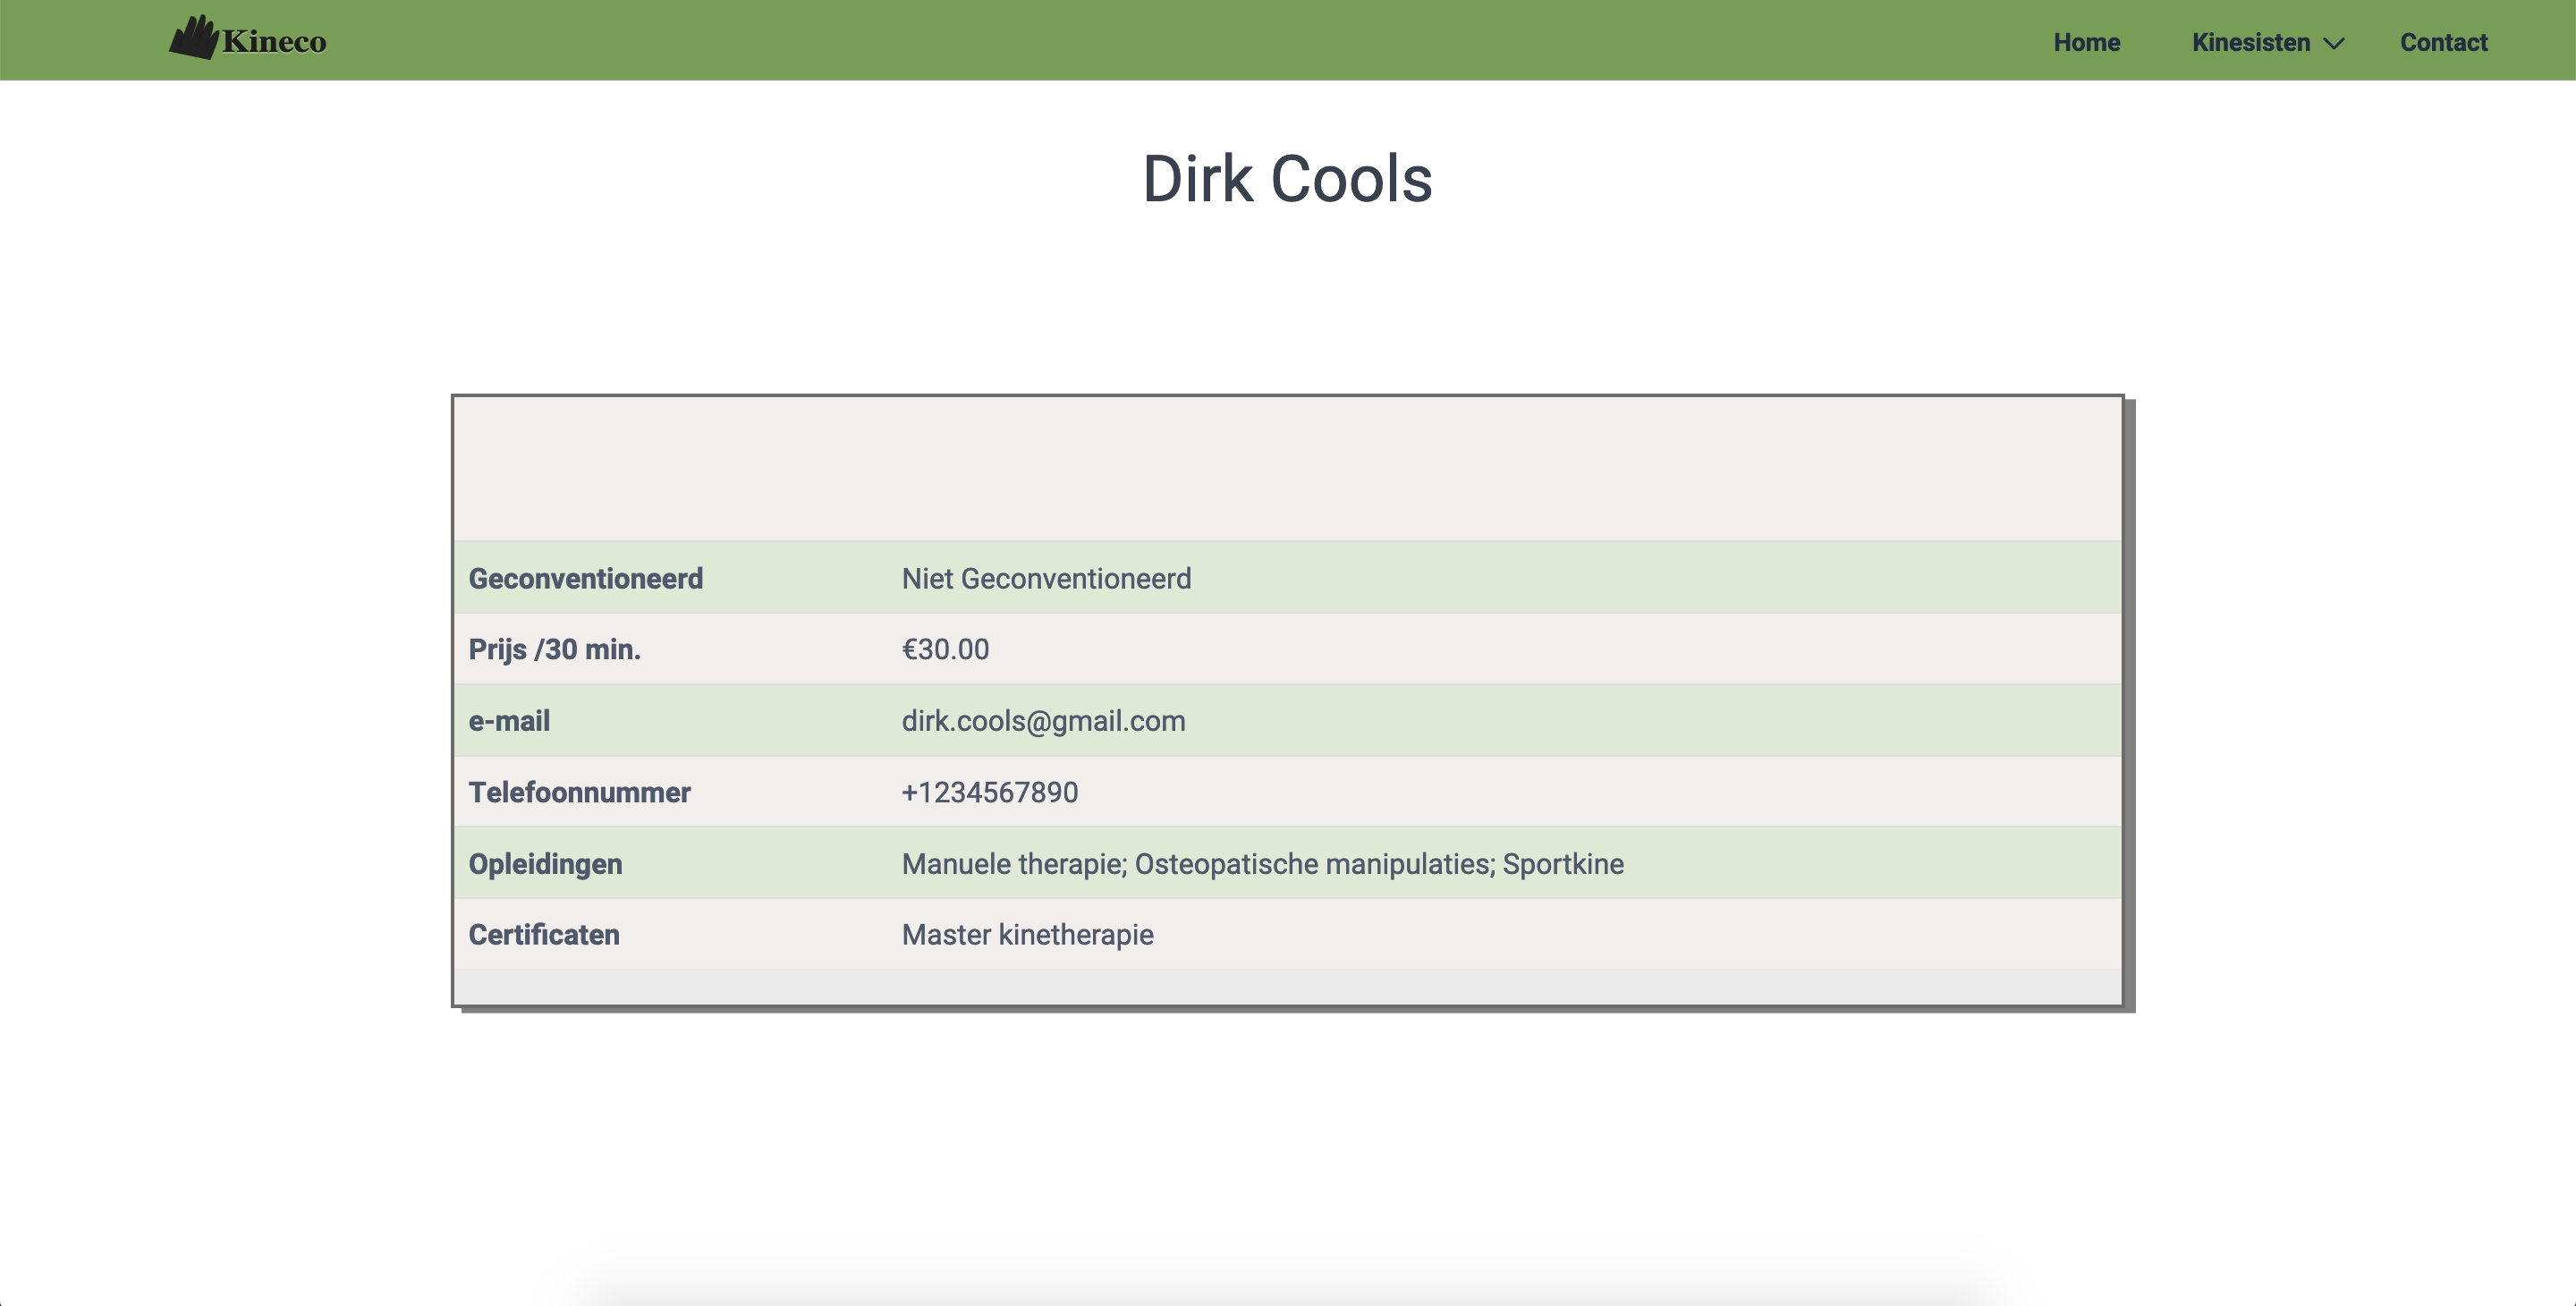 Kineco
Home Kinesisten Contact
Dirk Cools
Geconventioneerd Niet Geconventioneerd
Prijs /30 min. €30.00
e-mail dirk.cools@gmail.com
Telefoonnummer +1234567890
Opleidingen Manuele therapie; Osteopatische manipulaties; Sportkine
Certificaten Master kinetherapie